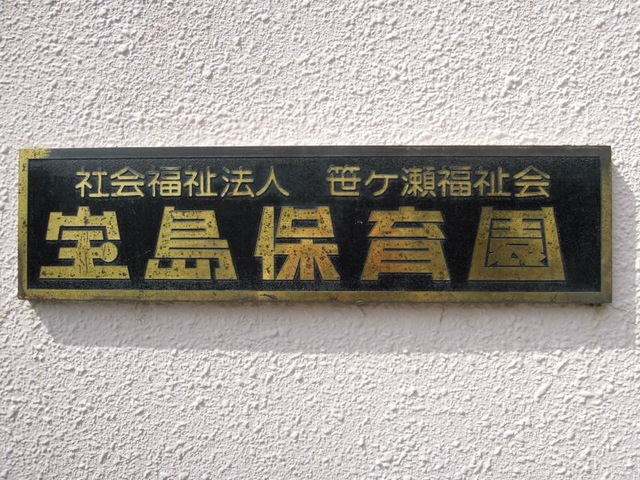 社会福祉法人　笹ケ瀬福祉会
宝島保育園